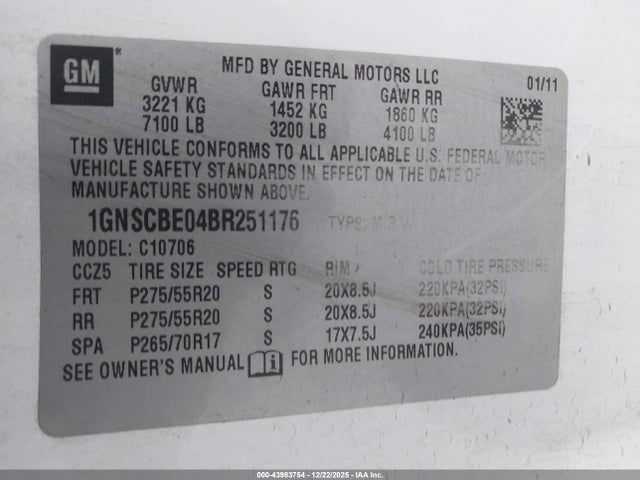 GM®
MFD BY GENERAL MOTORS LLC
01/11
GVWR GAWR FRT GAWR RR
3221 KG 1452 KG 1860 KG
7100 LB 3200 LB 4100 LB
THIS VEHICLE CONFORMS TO ALL APPLICABLE U.S. FEDERAL MOTOR
VEHICLE SAFETY STANDARDS IN EFFECT ON THE DATE OF
MANUFACTURE SHOWN ABOVE.
1GNSCBE04BR251176 TYPE: M.P.V.
MODEL: C10706
CCZ5 TIRE SIZE SPEED RTG RIM COLD TIRE PRESSURE
FRT P275/55R20 S 20X8.5J 220KPA(32PSI)
RR P275/55R20 S 20X8.5J 220KPA(32PSI)
SPA P265/70R17 S 17X7.5J 240KPA(35PSI)
SEE OWNER'S MANUAL FOR MORE INFORMATION.
000-43983754 - 12/22/2025 - IAA, Inc.